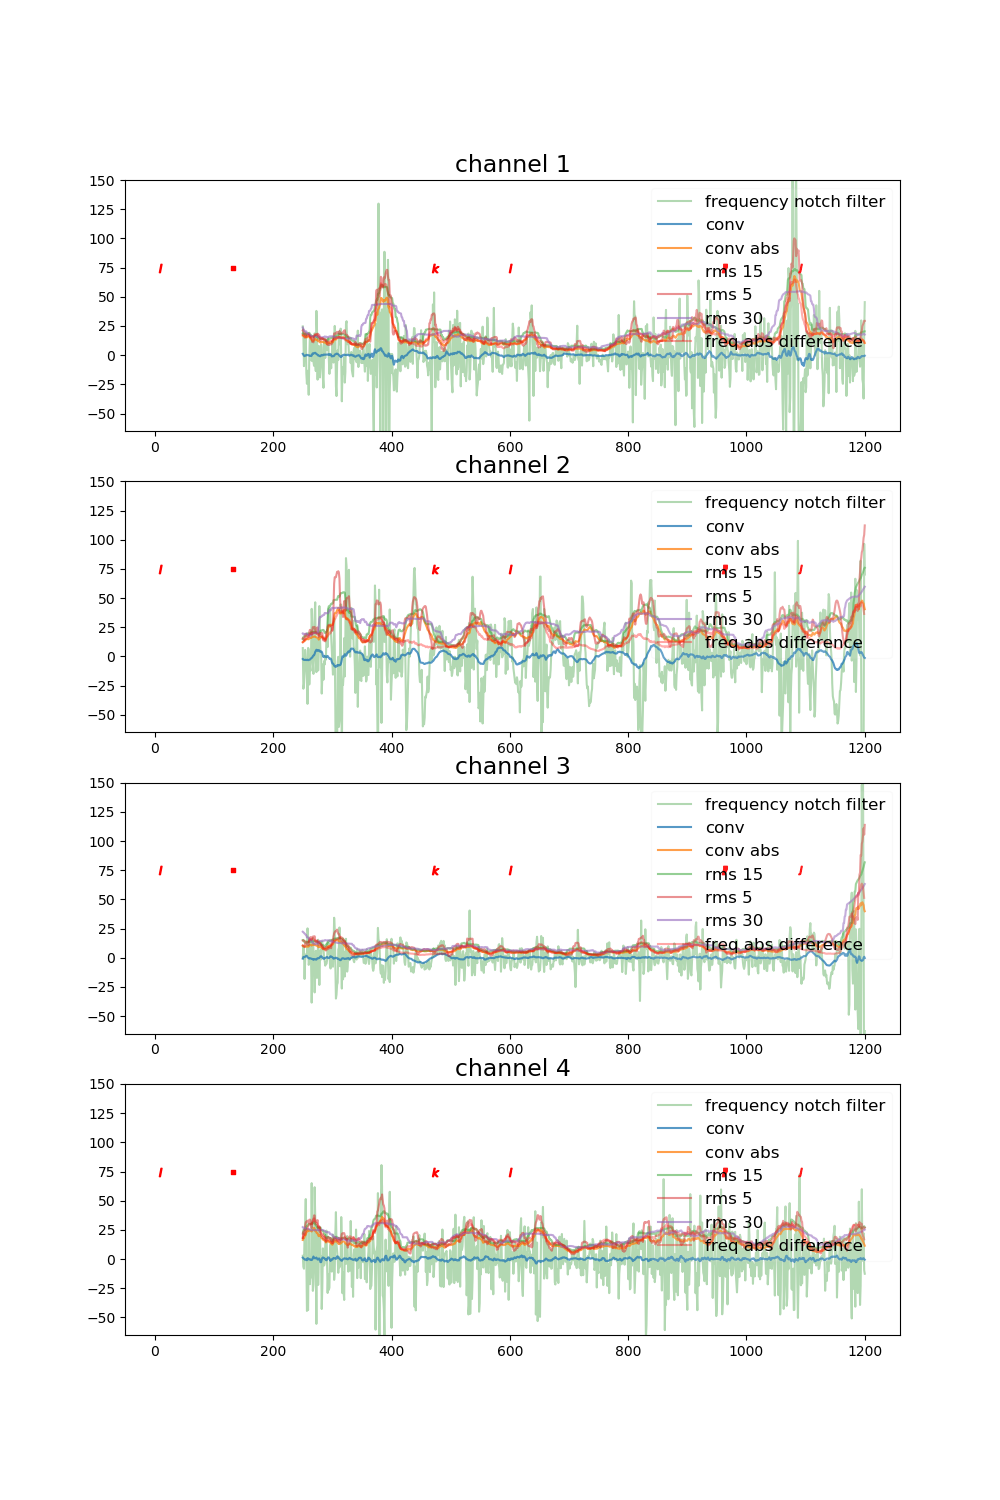 channel 1
150
125
100
75
50
25
0
−25
−50
l
k
l
frequency notch filter
conv
conv abs
rms 15
rms 5
rms 30
freq abs difference
0 200 400 600 800 1000 1200
channel 2
150
125
100
75
50
25
0
−25
−50
l
k
l
frequency notch filter
conv
conv abs
rms 15
rms 5
rms 30
freq abs difference
0 200 400 600 800 1000 1200
channel 3
150
125
100
75
50
25
0
−25
−50
l
k
l
frequency notch filter
conv
conv abs
rms 15
rms 5
rms 30
freq abs difference
0 200 400 600 800 1000 1200
channel 4
150
125
100
75
50
25
0
−25
−50
l
k
l
frequency notch filter
conv
conv abs
rms 15
rms 5
rms 30
freq abs difference
0 200 400 600 800 1000 1200